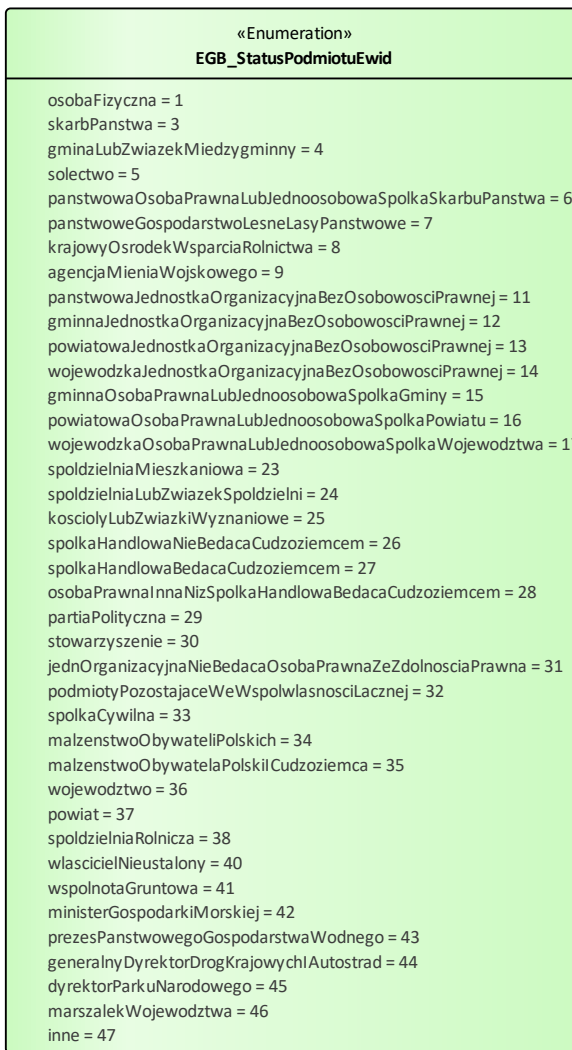 «Enumeration»
EGB_StatusPodmiotuEwid
osobaFizyczna = 1
skarbPanstwa = 3
gminaLubZwiazekMiedzygminny = 4
solectwo = 5
panstwowaOsobaPrawnaLubJednoosobowaSpolkaSkarbuPanstwa = 6
panstwoweGospodarstwoLesneLasyPanstwowe = 7
krajowyOsrodekWsparciaRolnictwa = 8
agencjaMieniaWojskowego = 9
panstwowaJednostkaOrganizacyjnaBezOsobowosciPrawnej = 11
gminnaJednostkaOrganizacyjnaBezOsobowosciPrawnej = 12
powiatowaJednostkaOrganizacyjnaBezOsobowosciPrawnej = 13
wojewodzkaJednostkaOrganizacyjnaBezOsobowosciPrawnej = 14
gminnaOsobaPrawnaLubJednoosobowaSpolkaGminy = 15
powiatowaOsobaPrawnaLubJednoosobowaSpolkaPowiatu = 16
wojewodzkaOsobaPrawnaLubJednoosobowaSpolkaWojewodztwa = 1
spoldzielniaMieszkaniowa = 23
spoldzielniaLubZwiazekSpoldzielni = 24
kosciolyLubZwiazkiWyznaniowe = 25
spolkaHandlowaNieBedacaCudzoziemcem = 26
spolkaHandlowaBedacaCudzoziemcem = 27
osobaPrawnaInnaNizSpolkaHandlowaBedacaCudzoziemcem = 28
partiaPolityczna = 29
stowarzyszenie = 30
jednOrganizacyjnaNieBedacaOsobaPrawnaZeZdolnosciaPrawna = 31
podmiotyPozostajaceWeWspolwlasnosciLacznej = 32
spolkaCywilna = 33
malzenstwoObywateliPolskich = 34
malzenstwoObywatelaPolskiICudzoziemca = 35
wojewodztwo = 36
powiat = 37
spoldzielniaRolnicza = 38
wlascicielNieustalony = 40
wspolnotaGruntowa = 41
ministerGospodarkiMorskiej = 42
prezesPanstwowegoGospodarstwaWodnego = 43
generalnyDyrektorDrogKrajowychIAutostrad = 44
dyrektorParkuNarodowego = 45
marszalekWojewodztwa = 46
inne = 47